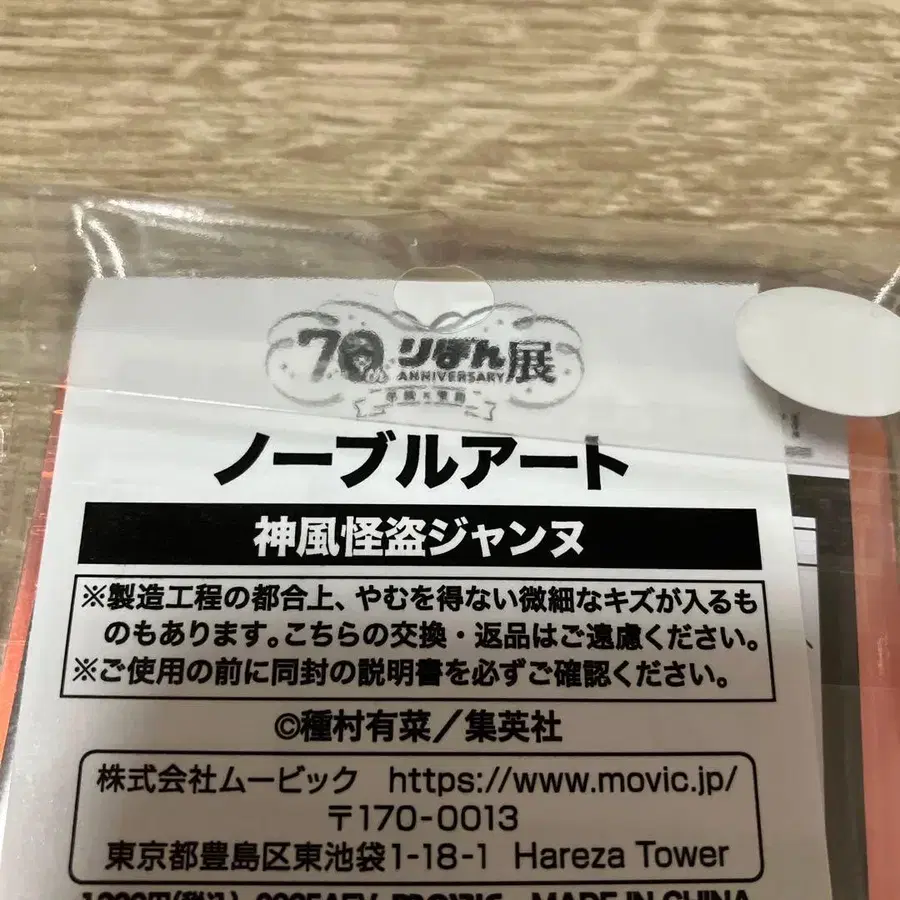 70th りぼん展
ANNIVERSARY
ノーブルアート
神風怪盗ジャンヌ
※製造工程の都合上、やむを得ない微細なキズが入るも
のもあります。こちらの交換・返品はご遠慮ください。
※ご使用の前に同封の説明書を必ずご確認ください。
©種村有菜／集英社
株式会社ムービック https://www.movic.jp/
〒170-0013
東京都豊島区東池袋1-18-1 Hareza Tower
MADE IN CHINA